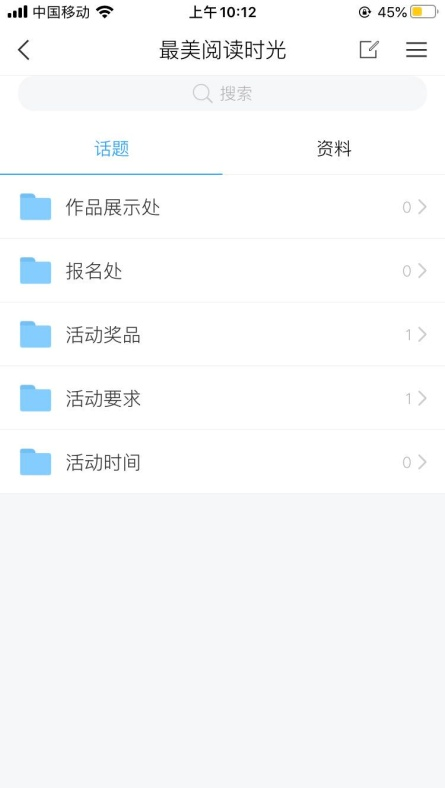 中国移动 上午10:12 45%
最美阅读时光
搜索
话题 资料
作品展示处 0
报名处 0
活动奖品 1
活动要求 1
活动时间 0